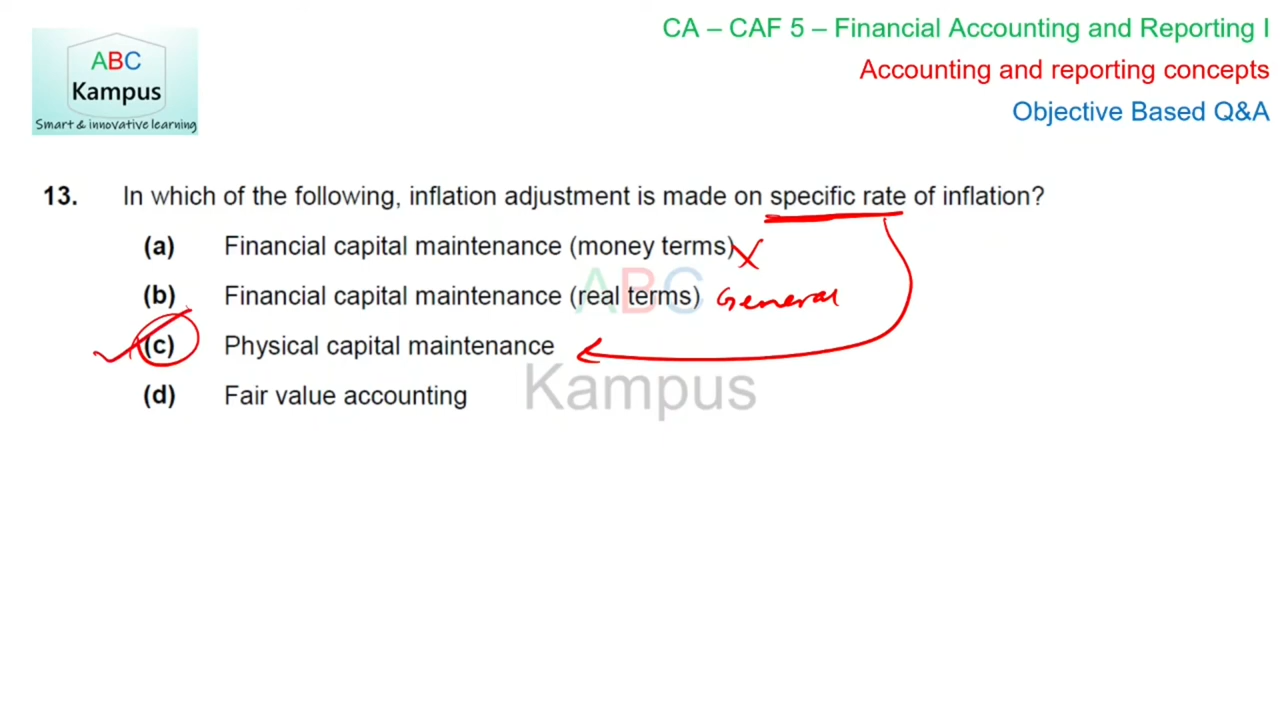 ABC
Kampus
Smart & innovative learning
CA – CAF 5 – Financial Accounting and Reporting I
Accounting and reporting concepts
Objective Based Q&A
13. In which of the following, inflation adjustment is made on specific rate of inflation?
(a) Financial capital maintenance (money terms)
(b) Financial capital maintenance (real terms) General
(c) Physical capital maintenance
(d) Fair value accounting
ABC
Kampus